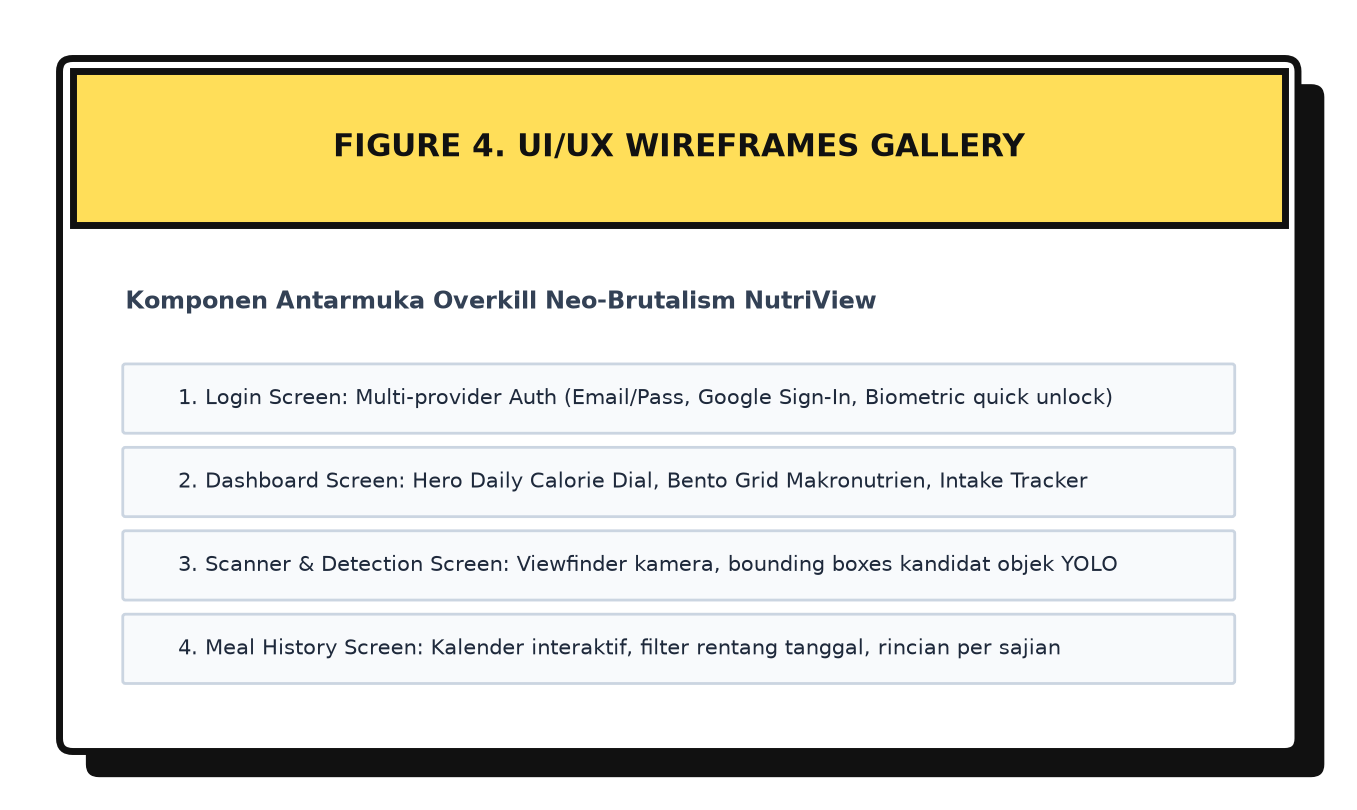 FIGURE 4. UI/UX WIREFRAMES GALLERY
Komponen Antarmuka Overkill Neo-Brutalism NutriView
1. Login Screen: Multi-provider Auth (Email/Pass, Google Sign-In, Biometric quick unlock)
2. Dashboard Screen: Hero Daily Calorie Dial, Bento Grid Makronutrien, Intake Tracker
3. Scanner & Detection Screen: Viewfinder kamera, bounding boxes kandidat objek YOLO
4. Meal History Screen: Kalender interaktif, filter rentang tanggal, rincian per sajian